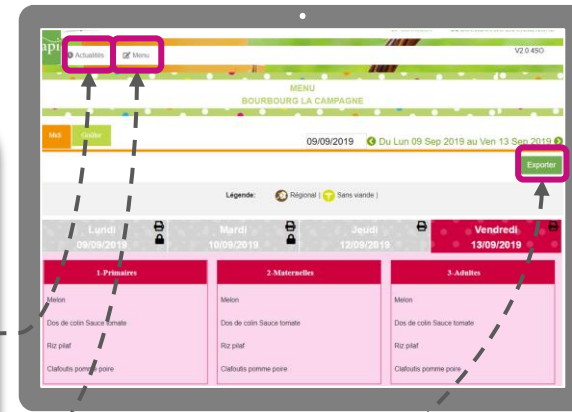 api
Actualités Menu
V2.0.4SO
MENU
BOURBOURG LA CAMPAGNE
Midi Goûter
09/09/2019 Du Lun 09 Sep 2019 au Ven 13 Sep 2019
Exporter
Légende: Régional | Sans viande |
Lundi Mardi Jeudi Vendredi
09/09/2019 10/09/2019 12/09/2019 13/09/2019
1-Primaires 2-Maternelles 3-Adultes
Melon Melon Melon
Dos de colin Sauce tomate Dos de colin Sauce tomate Dos de colin Sauce tomate
Riz pilaf Riz pilaf Riz pilaf
Clafoutis pomme poire Clafoutis pomme poire Clafoutis pomme poire